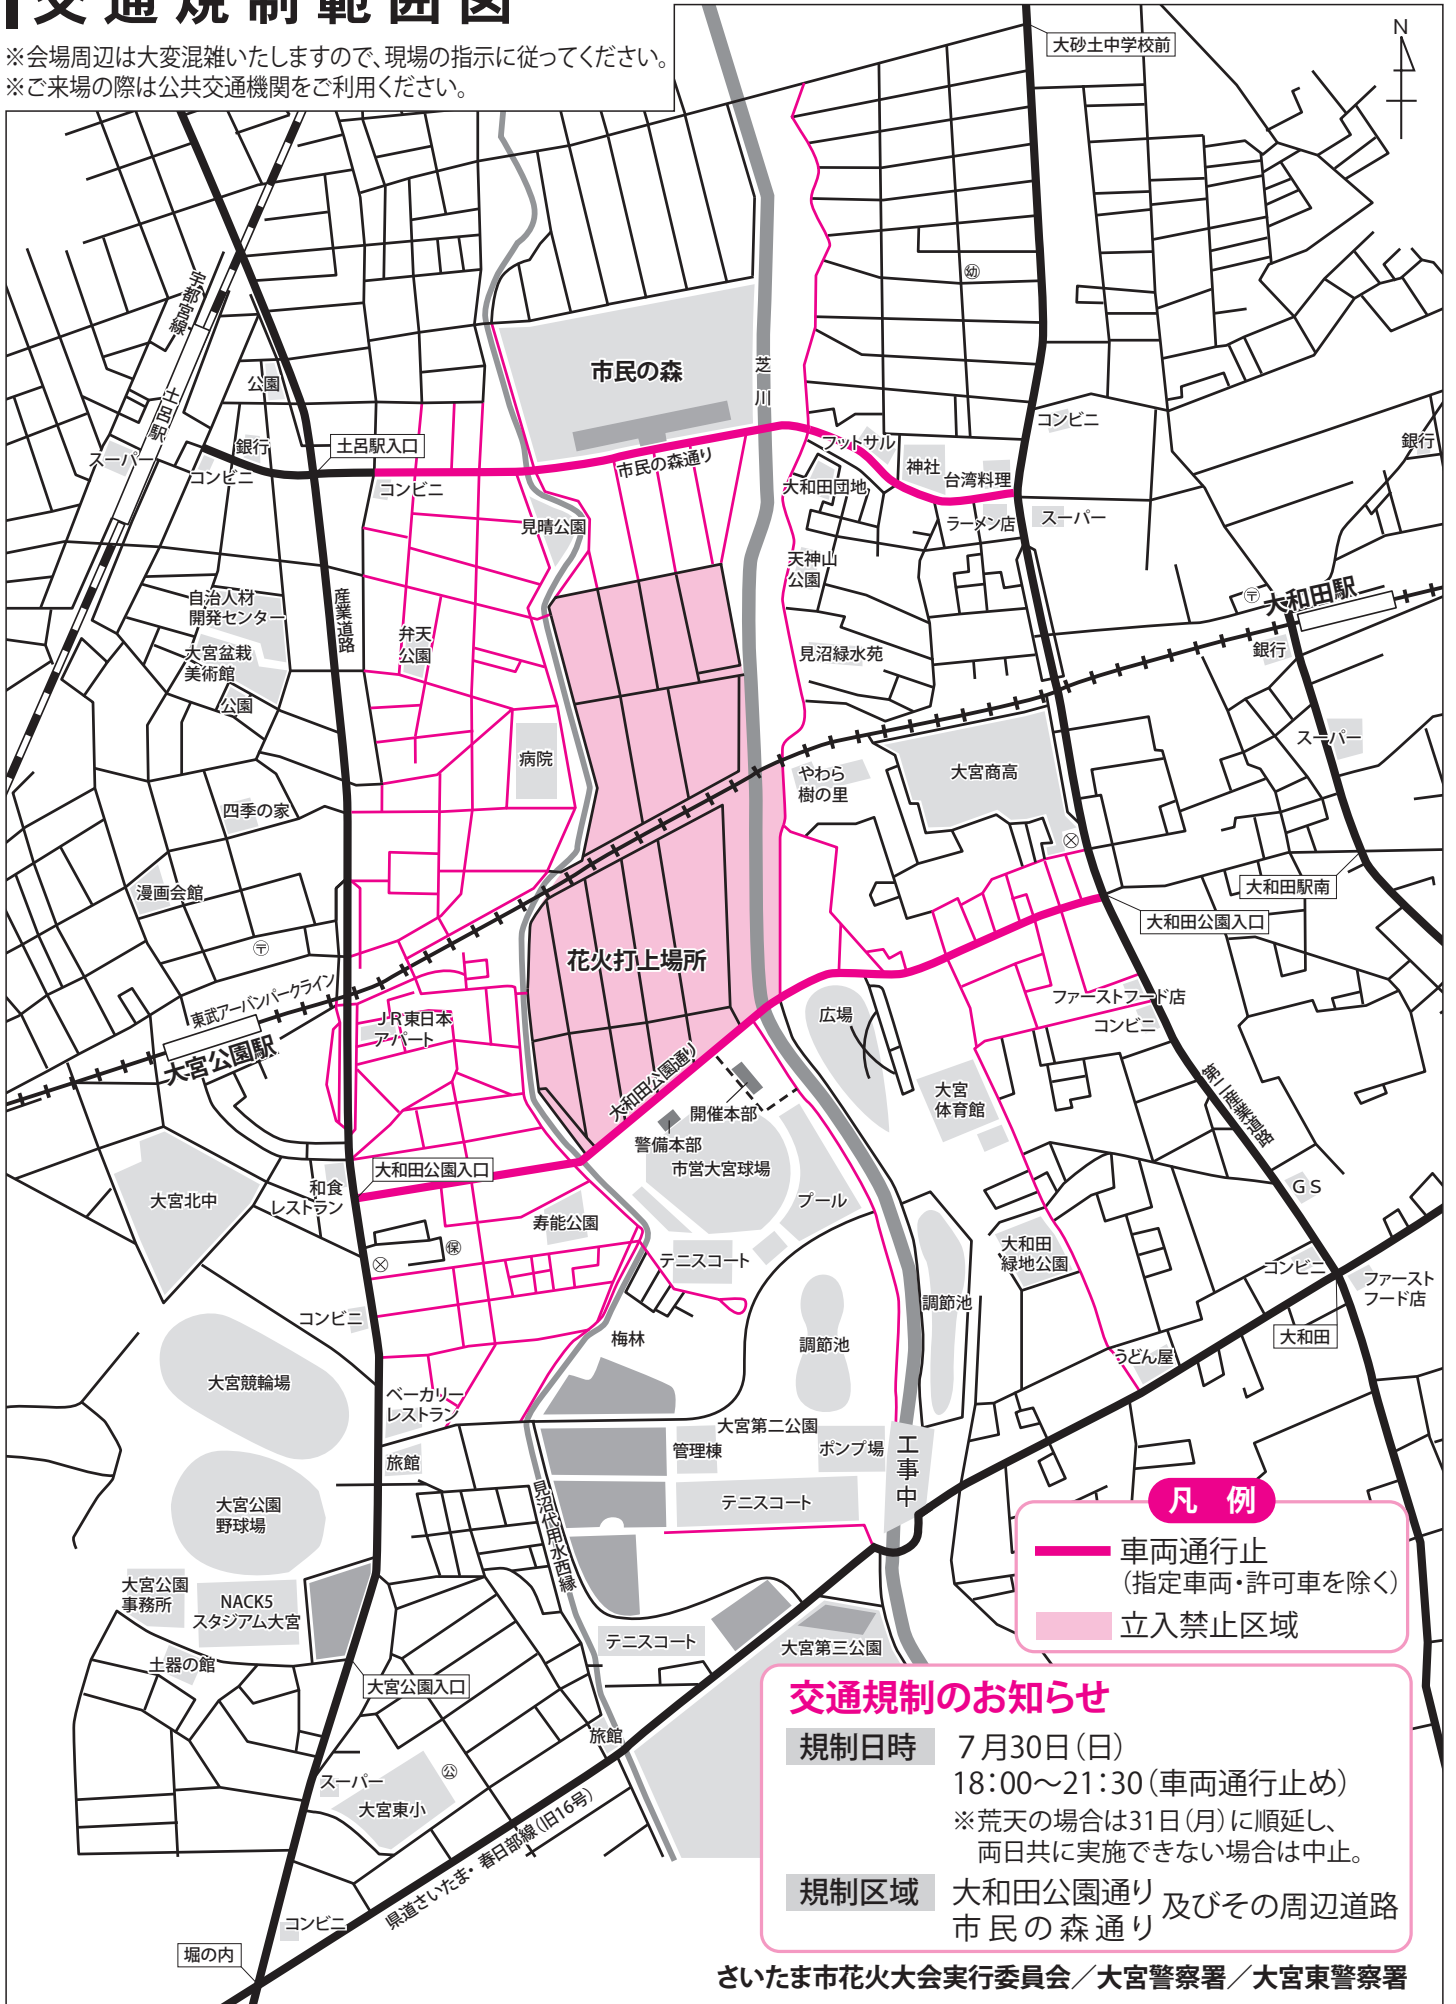 交通規制範囲図
※会場周辺は大変混雑いたしますので、現場の指示に従ってください。
※ご来場の際は公共交通機関をご利用ください。
N
大砂土中学校前
宇都宮線
土呂駅
幼
公園
市民の森
芝川
スーパー
銀行
コンビニ
土呂駅入口
コンビニ
市民の森通り
フットサル
神社
台湾料理
コンビニ
銀行
大和田団地
ラーメン店
スーパー
見晴公園
天神山
公園
自治人材
開発センター
産業道路
弁天
公園
大宮盆栽
美術館
公園
見沼緑水苑
〒
大和田駅
銀行
スーパー
病院
やわら
樹の里
大宮商高
四季の家
漫画会館
大和田駅南
大和田公園入口
〒
花火打上場所
東武アーバンパークライン
大宮公園駅
JR東日本
アパート
広場
ファーストフード店
コンビニ
大和田公園通り
開催本部
警備本部
大宮
体育館
第二産業道路
市営大宮球場
大和田公園入口
大宮北中
和食
レストラン
プール
GS
寿能公園
保
テニスコート
大和田
緑地公園
コンビニ
ファースト
フード店
調節池
コンビニ
梅林
調節池
大和田
うどん屋
大宮競輪場
ベーカリー
レストラン
大宮第二公園
管理棟
ポンプ場
工事中
旅館
見沼代用水西縁
テニスコート
大宮公園
野球場
大宮公園
事務所
NACK5
スタジアム大宮
テニスコート
大宮第三公園
土器の館
大宮公園入口
旅館
スーパー
公
大宮東小
県道さいたま・春日部線(旧16号)
コンビニ
堀の内
凡 例
車両通行止
(指定車両・許可車を除く)
立入禁止区域
交通規制のお知らせ
規制日時 7月30日(日)
18:00〜21:30(車両通行止め)
※荒天の場合は31日(月)に順延し、
両日共に実施できない場合は中止。
規制区域 大和田公園通り
市民の森通り 及びその周辺道路
さいたま市花火大会実行委員会／大宮警察署／大宮東警察署